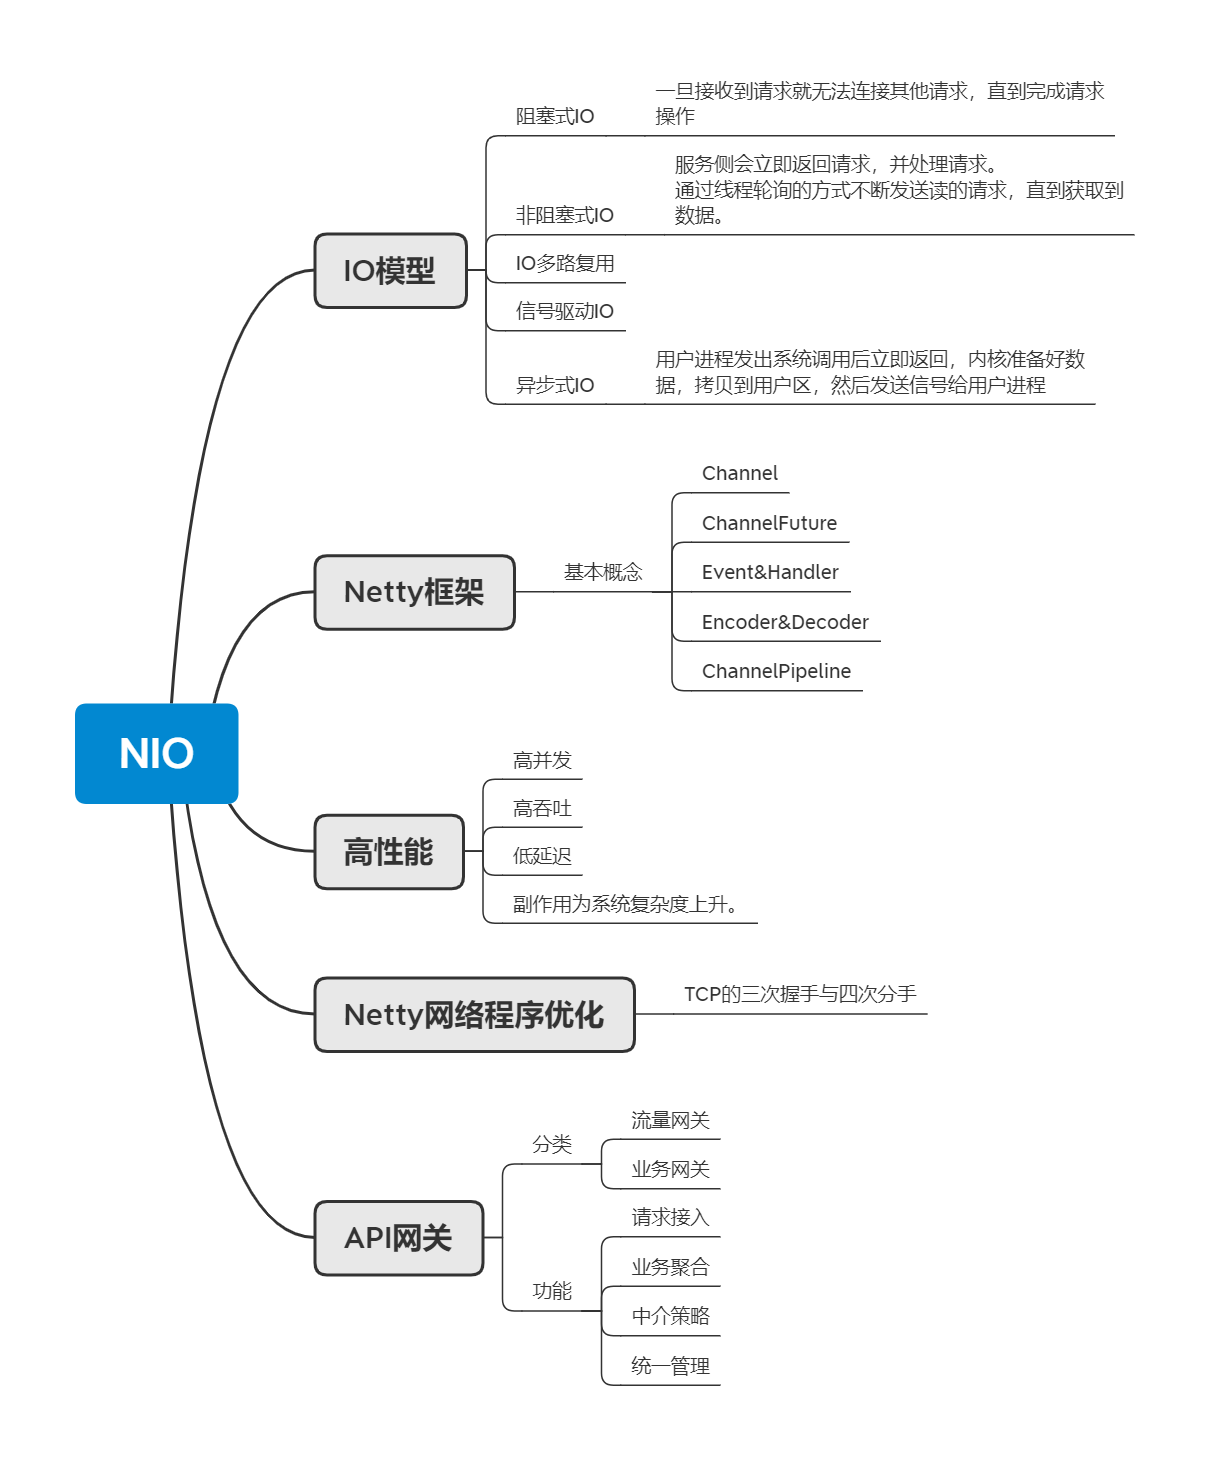 NIO
IO模型
阻塞式IO
一旦接收到请求就无法连接其他请求，直到完成请求
操作
非阻塞式IO
服务侧会立即返回请求，并处理请求。
通过线程轮询的方式不断发送读的请求，直到获取到
数据。
IO多路复用
信号驱动IO
异步式IO
用户进程发出系统调用后立即返回，内核准备好数
据，拷贝到用户区，然后发送信号给用户进程
Netty框架
基本概念
Channel
ChannelFuture
Event&Handler
Encoder&Decoder
ChannelPipeline
高性能
高并发
高吞吐
低延迟
副作用为系统复杂度上升。
Netty网络程序优化
TCP的三次握手与四次分手
API网关
分类
流量网关
业务网关
功能
请求接入
业务聚合
中介策略
统一管理